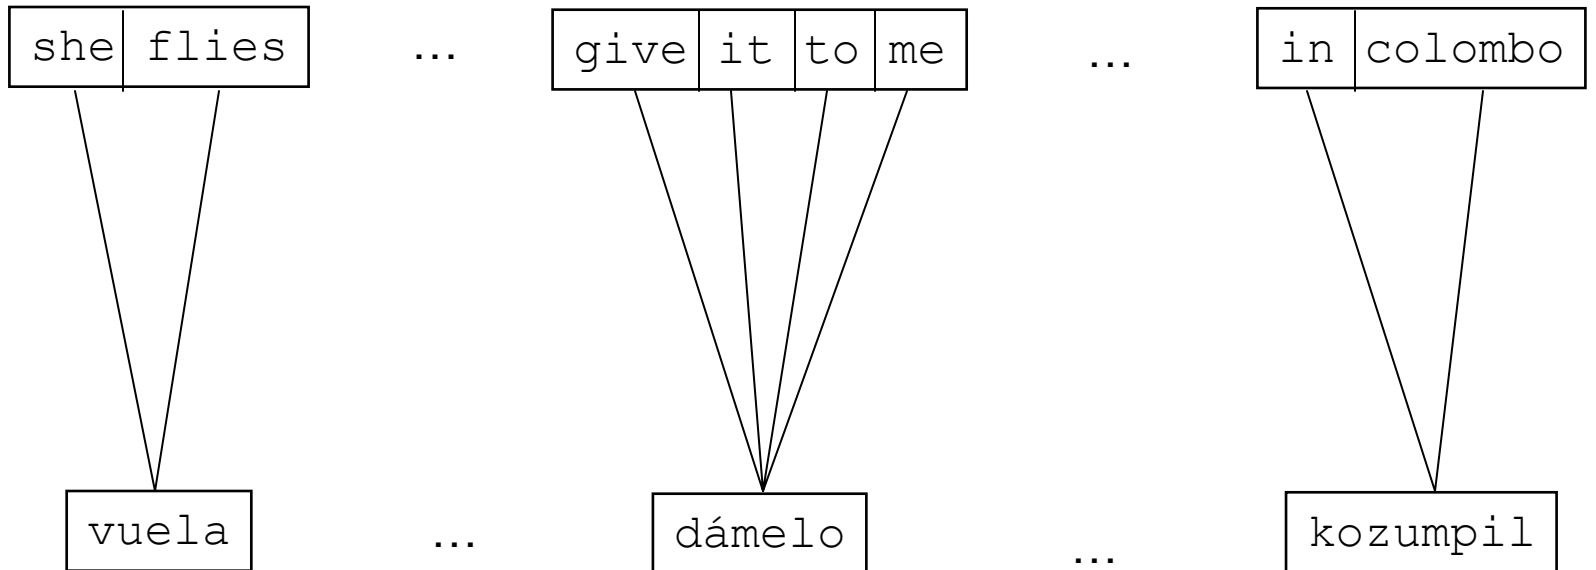 she flies ... give it to me ... in colombo
vuela ... dámelo ... kozumpil